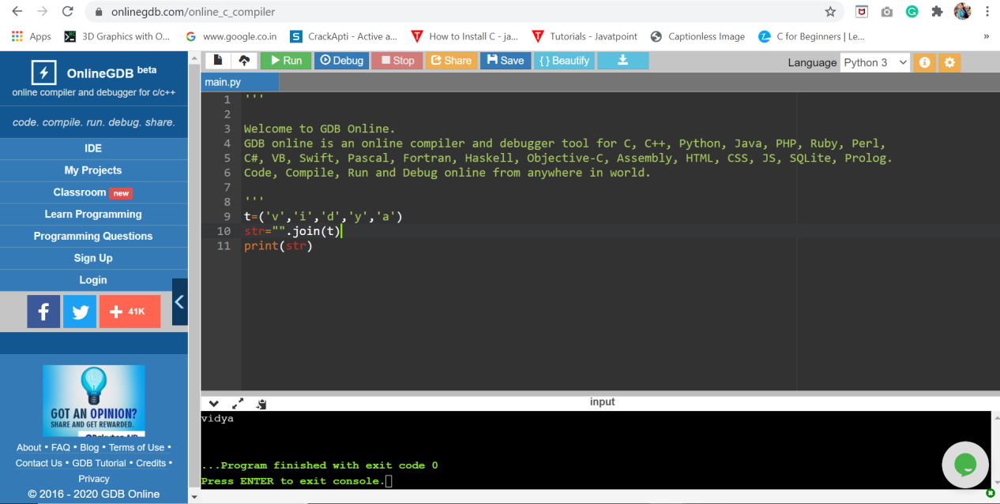 onlinegdb.com/online_c_compiler
Apps 3D Graphics with O... www.google.co.in CrackApti - Active a... How to Install C - ja... Tutorials - Javatpoint Captionless Image C for Beginners | Le... »
OnlineGDB beta
online compiler and debugger for c/c++
code. compile. run. debug. share.
IDE
My Projects
Classroom new
Learn Programming
Programming Questions
Sign Up
Login
41K
GOT AN OPINION?
SHARE AND GET REWARDED.
About • FAQ • Blog • Terms of Use •
Contact Us • GDB Tutorial • Credits •
Privacy
© 2016 - 2020 GDB Online
Run Debug Stop Share Save {} Beautify Language Python 3
main.py
1 '''
2
3 Welcome to GDB Online.
4 GDB online is an online compiler and debugger tool for C, C++, Python, Java, PHP, Ruby, Perl,
5 C#, VB, Swift, Pascal, Fortran, Haskell, Objective-C, Assembly, HTML, CSS, JS, SQLite, Prolog.
6 Code, Compile, Run and Debug online from anywhere in world.
7
8 '''
9 t=('v','i','d','y','a')
10 str="".join(t)
11 print(str)
input
vidya
...Program finished with exit code 0
Press ENTER to exit console.